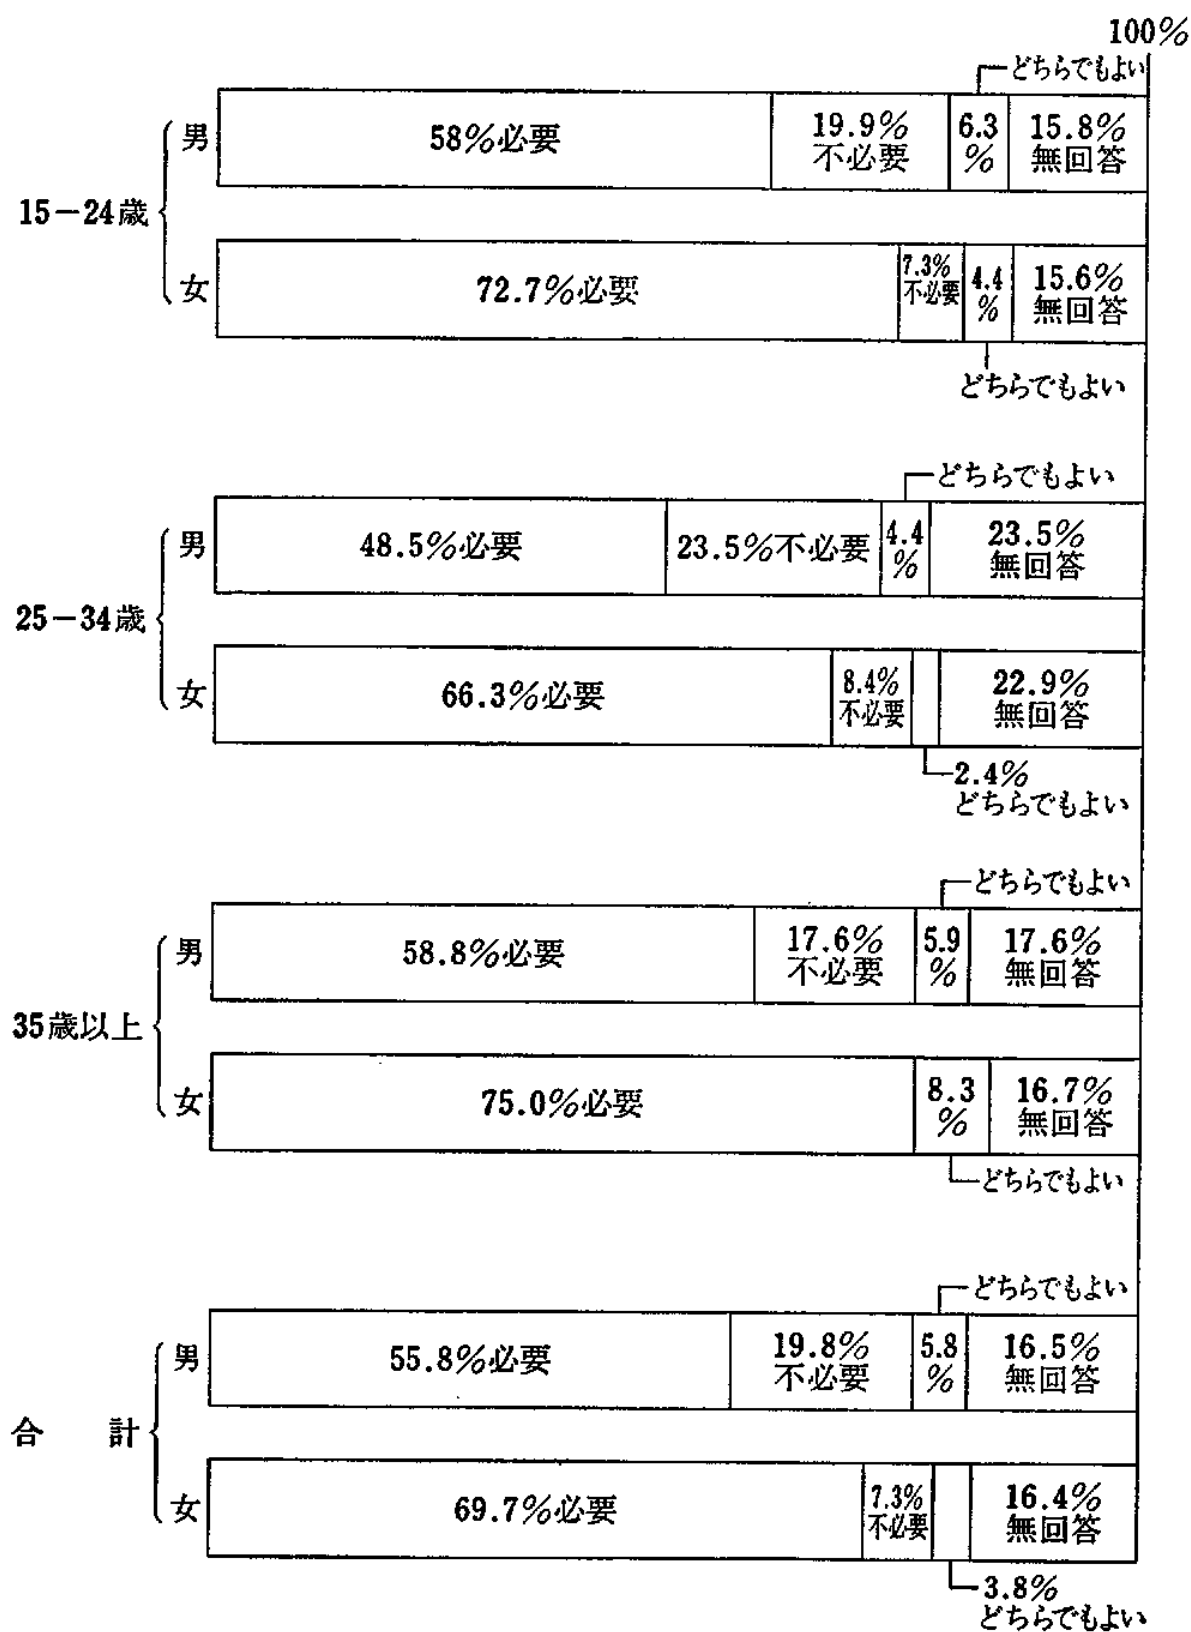 100%
どちらでもよい
15－24歳
男
58%必要
19.9%
不必要
6.3
%
15.8%
無回答
女
72.7%必要
7.3%
不必要
4.4
%
15.6%
無回答
どちらでもよい
どちらでもよい
25－34歳
男
48.5%必要
23.5%不必要
4.4
%
23.5%
無回答
女
66.3%必要
8.4%
不必要
22.9%
無回答
2.4%
どちらでもよい
どちらでもよい
35歳以上
男
58.8%必要
17.6%
不必要
5.9
%
17.6%
無回答
女
75.0%必要
8.3
%
16.7%
無回答
どちらでもよい
どちらでもよい
合　計
男
55.8%必要
19.8%
不必要
5.8
%
16.5%
無回答
女
69.7%必要
7.3%
不必要
16.4%
無回答
3.8%
どちらでもよい